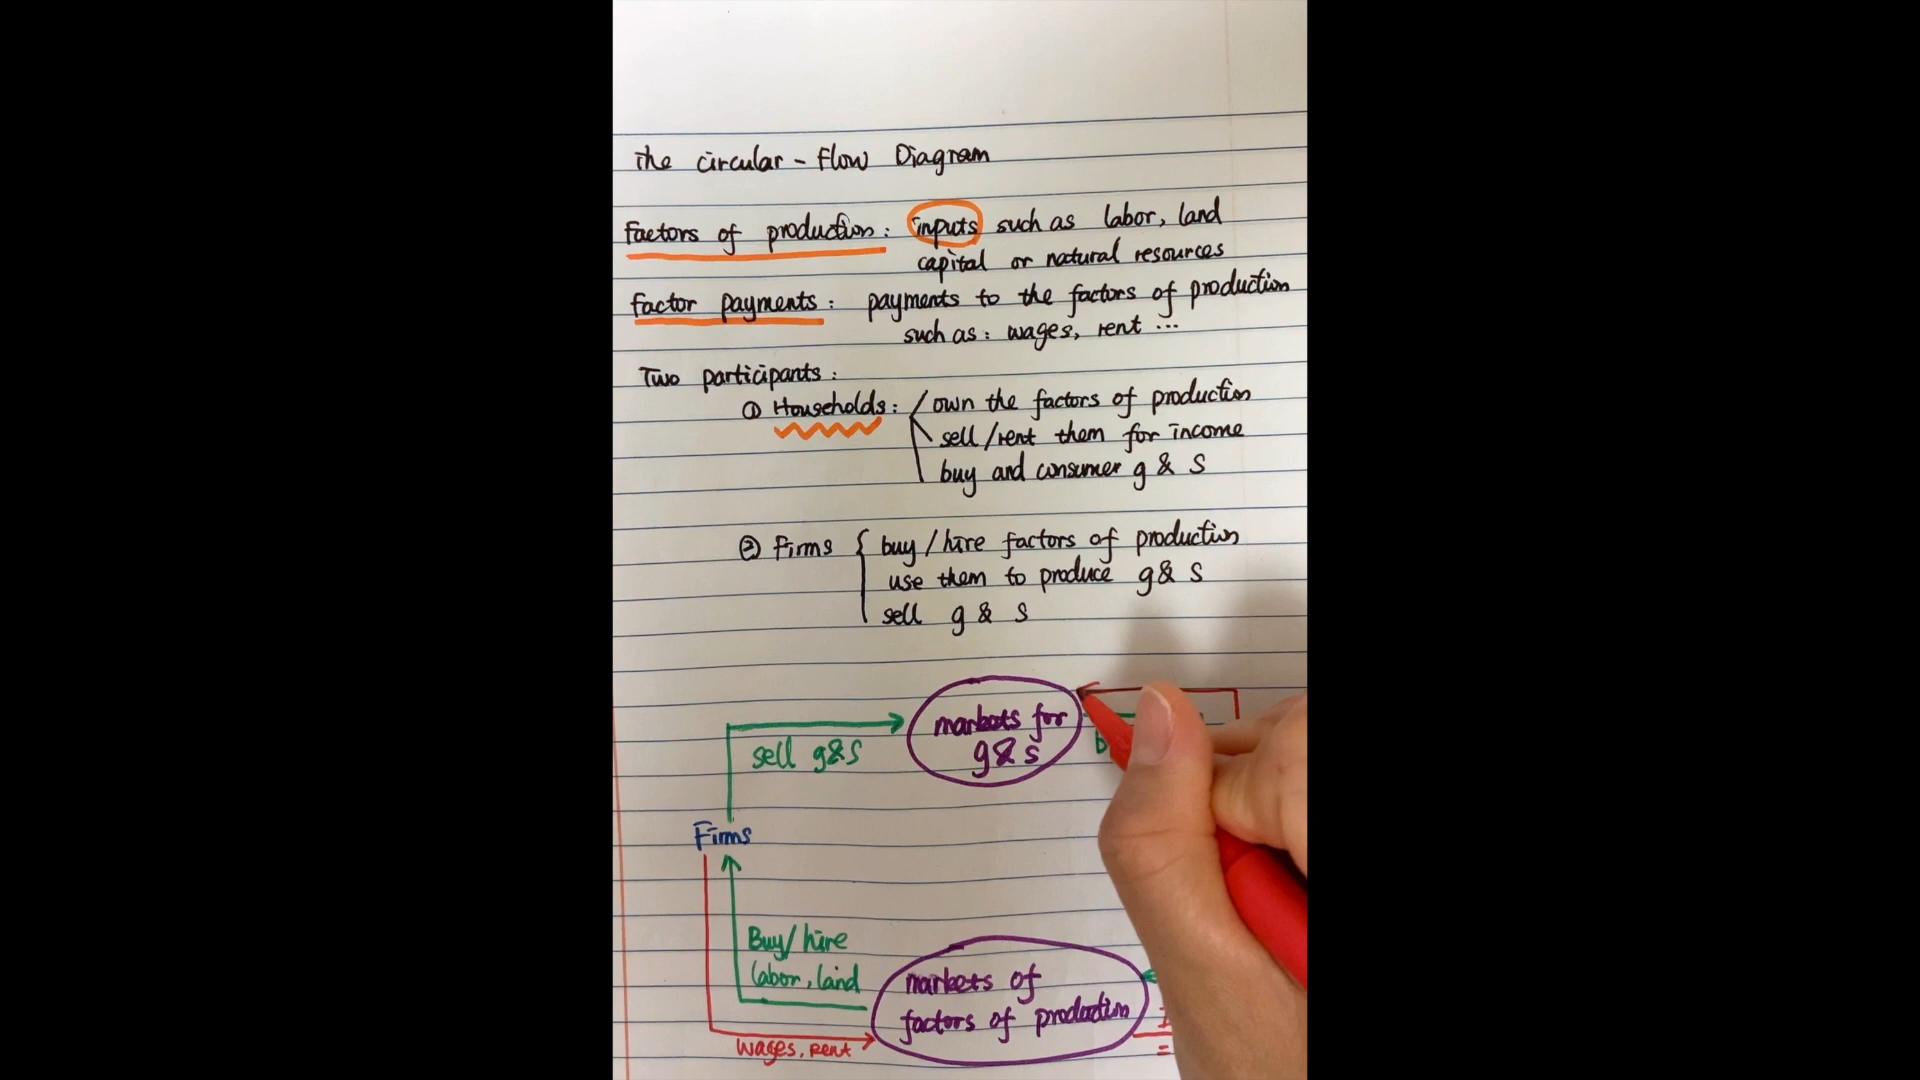 The circular - Flow Diagram
Factors of production: inputs such as labor, land
capital or natural resources
Factor payments: payments to the factors of production
such as: wages, rent ...
Two participants:
① Households: own the factors of production
sell/rent them for income
buy and consumer g & s
② Firms { buy/hire factors of production
use them to produce g & s
sell g & s
markets for
g & s
sell g&s
b
Firms
Buy/hire
labor, land
markets of
factors of production
wages, rent
=